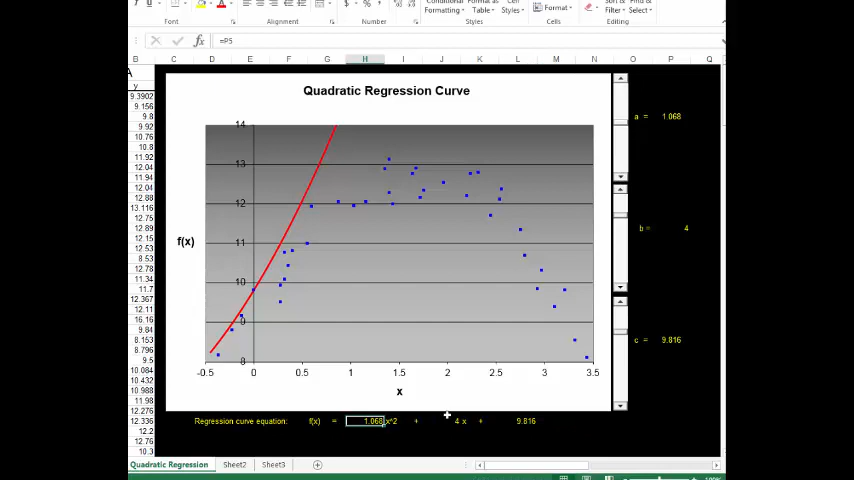 Conditional Format as Cell
Formatting Table Styles Format Sort & Find &
Filter Select
Font Alignment Number Styles Cells Editing
fx =P5
B C D E F G H I J K L M N O P Q
A
y
9.3902
9.156
9.8
9.92
10.76
10.8
11.92
12.04
11.94
12.04
12.88
13.116
12.75
12.89
12.15
12.53
8.53
12.78
11.34
11.7
12.367
12.11
16.16
9.84
8.153
8.796
9.5
10.084
10.432
10.988
11.98
12.276
12.336
12.2
12.76
10.3
Quadratic Regression Curve
14
13
12
11
10
9
8
f(x)
-0.5 0 0.5 1 1.5 2 2.5 3 3.5
x
a = 1.068
b = 4
c = 9.816
Regression curve equation: f(x) = 1.068 x^2 + 4 x + 9.816
Quadratic Regression Sheet2 Sheet3
100%